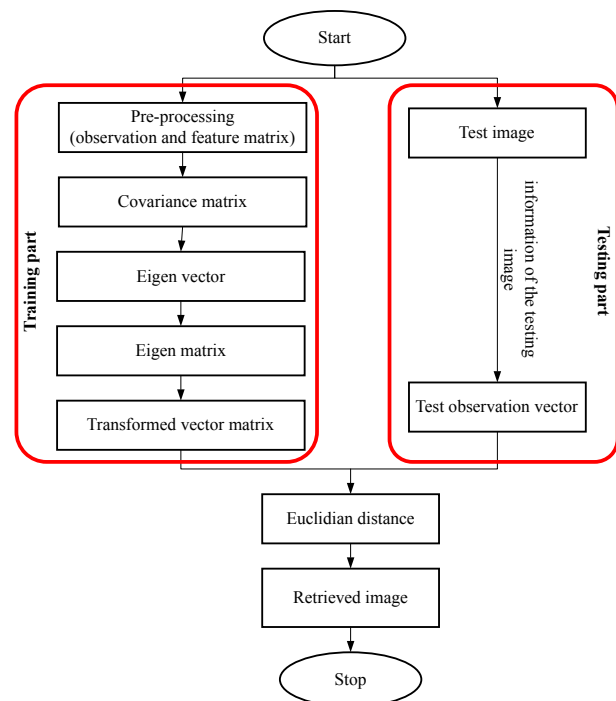 Start
Training part
Pre-processing
(observation and feature matrix)
Covariance matrix
Eigen vector
Eigen matrix
Transformed vector matrix
Test image
information of the testing
image
Test observation vector
Testing part
Euclidian distance
Retrieved image
Stop